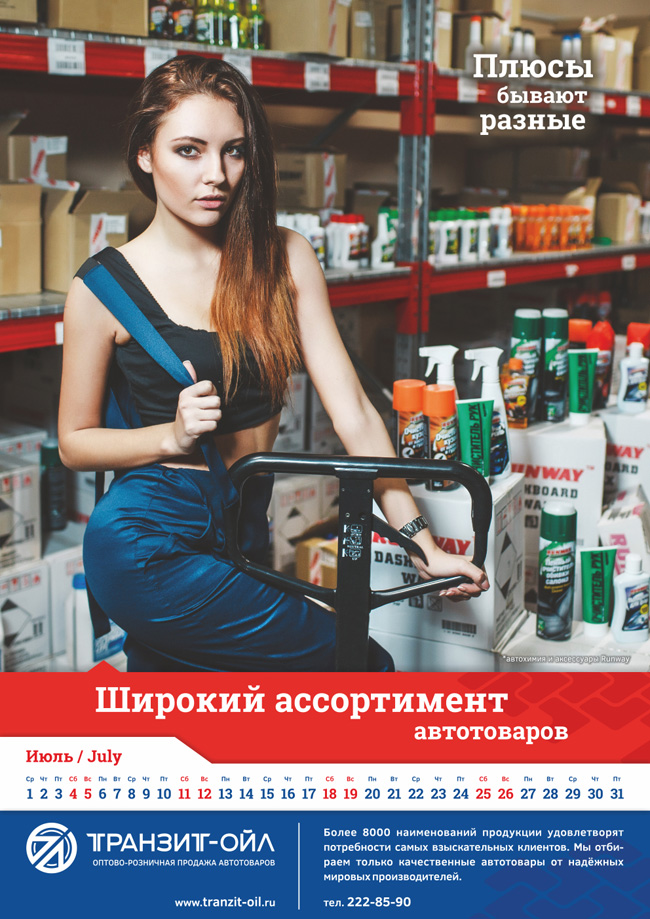 Плюсы
бывают
разные
RUNWAY
DASHBOARD
WAX
RUNWAY
DASH
*автохимия и аксессуары Runway
Широкий ассортимент
автотоваров
Июль / July
Ср Чт Пт Сб Вс Пн Вт Ср Чт Пт Сб Вс Пн Вт Ср Чт Пт Сб Вс Пн Вт Ср Чт Пт Сб Вс Пн Вт Ср Чт Пт
1 2 3 4 5 6 7 8 9 10 11 12 13 14 15 16 17 18 19 20 21 22 23 24 25 26 27 28 29 30 31
ТРАНЗИТ-ОЙЛ
ОПТОВО-РОЗНИЧНАЯ ПРОДАЖА АВТОТОВАРОВ
www.tranzit-oil.ru
Более 8000 наименований продукции удовлетворят
потребности самых взыскательных клиентов. Мы отби-
раем только качественные автотовары от надёжных
мировых производителей.
тел. 222-85-90